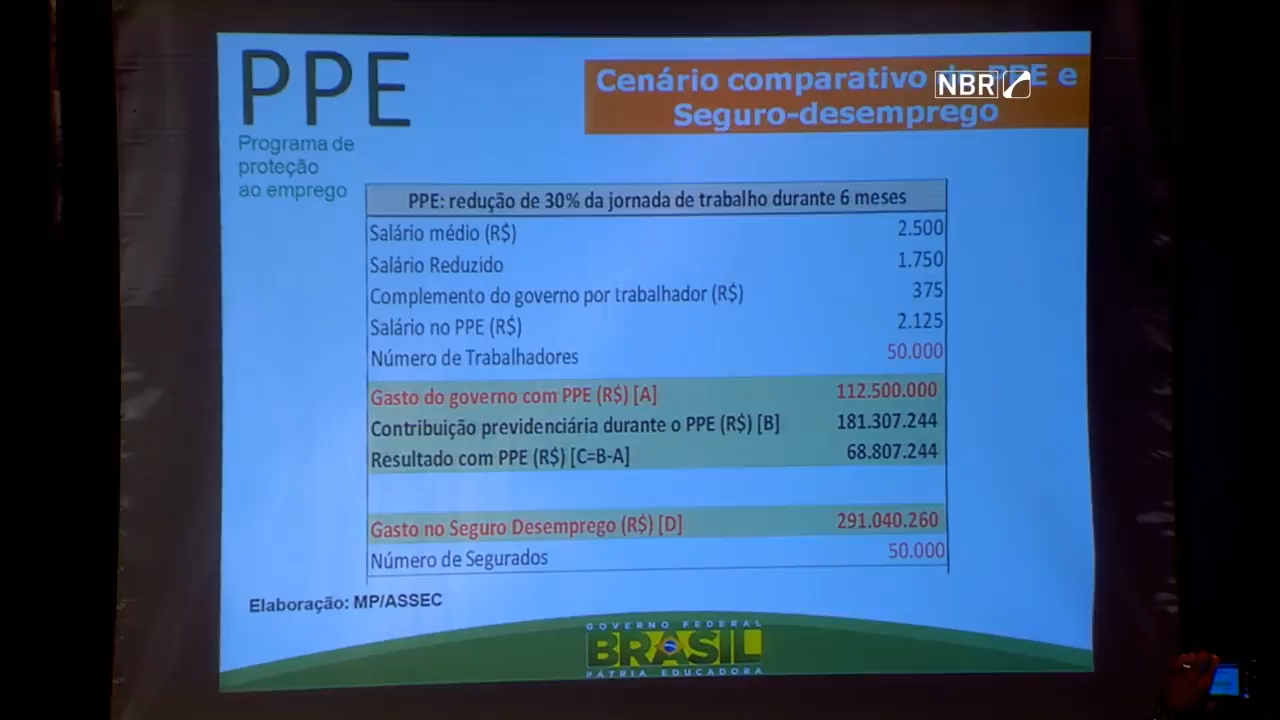 PPE
Programa de
proteção
ao emprego
Cenário comparativo do PPE e
Seguro-desemprego
NBR
PPE: redução de 30% da jornada de trabalho durante 6 meses
Salário médio (R$) 2.500
Salário Reduzido 1.750
Complemento do governo por trabalhador (R$) 375
Salário no PPE (R$) 2.125
Número de Trabalhadores 50.000
Gasto do governo com PPE (R$) [A] 112.500.000
Contribuição previdenciária durante o PPE (R$) [B] 181.307.244
Resultado com PPE (R$) [C=B-A] 68.807.244
Gasto no Seguro Desemprego (R$) [D] 291.040.260
Número de Segurados 50.000
Elaboração: MP/ASSEC
GOVERNO FEDERAL
BRASIL
PÁTRIA EDUCADORA